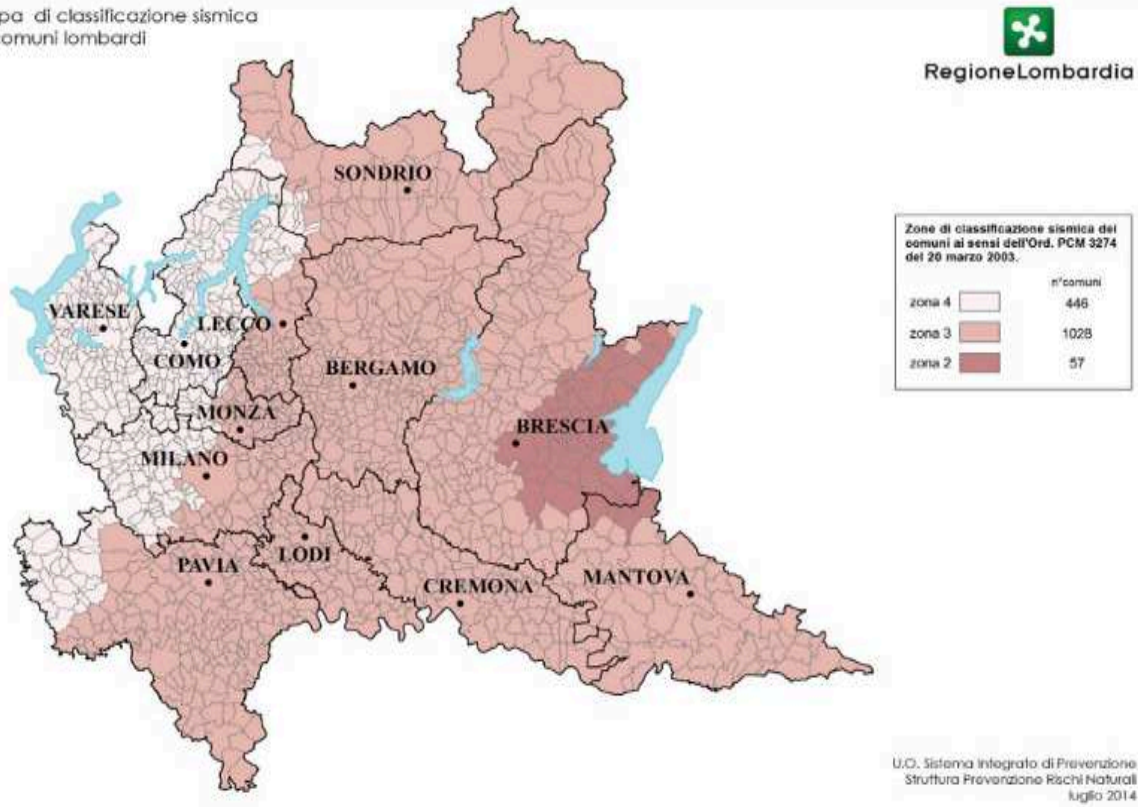 pa di classificazione sismica
comuni lombardi
RegioneLombardia
SONDRIO
VARESE
LECCO
COMO
BERGAMO
MONZA
BRESCIA
MILANO
PAVIA
LODI
CREMONA
MANTOVA
Zone di classificazione sismica dei
comuni ai sensi dell'Ord. PCM 3274
del 20 marzo 2003.
n°comuni
zona 4 446
zona 3 1028
zona 2 57
U.O. Sistema Integrato di Prevenzione
Struttura Prevenzione Rischi Naturali
luglio 2014